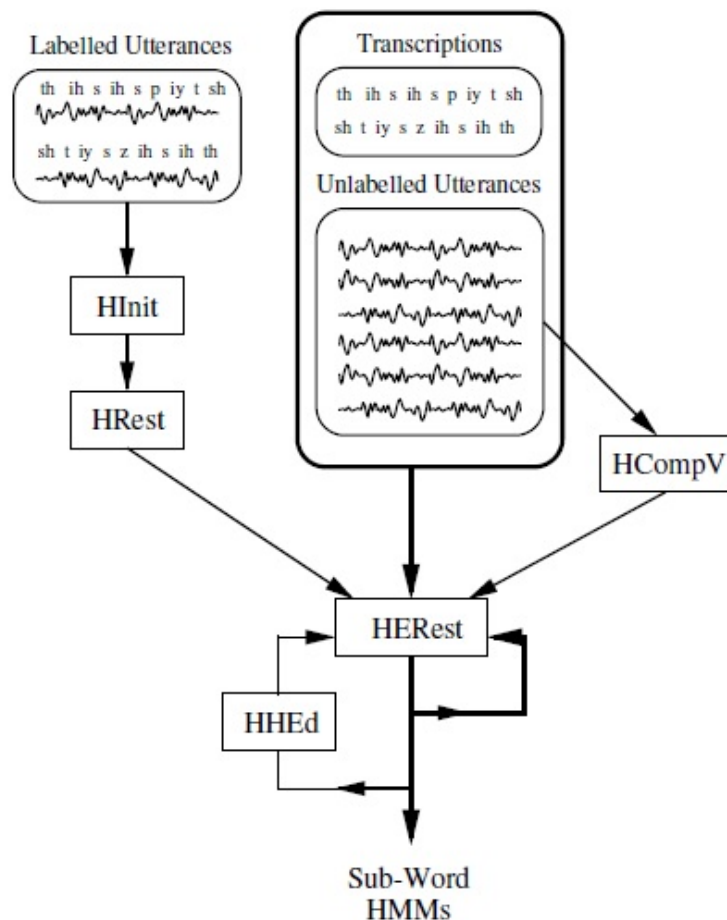 Labelled Utterances
th ih s ih s p iy t sh
sh t iy s z ih s ih th
Transcriptions
th ih s ih s p iy t sh
sh t iy s z ih s ih th
Unlabelled Utterances
HInit
HRest
HCompV
HERest
HHEd
Sub-Word
HMMs